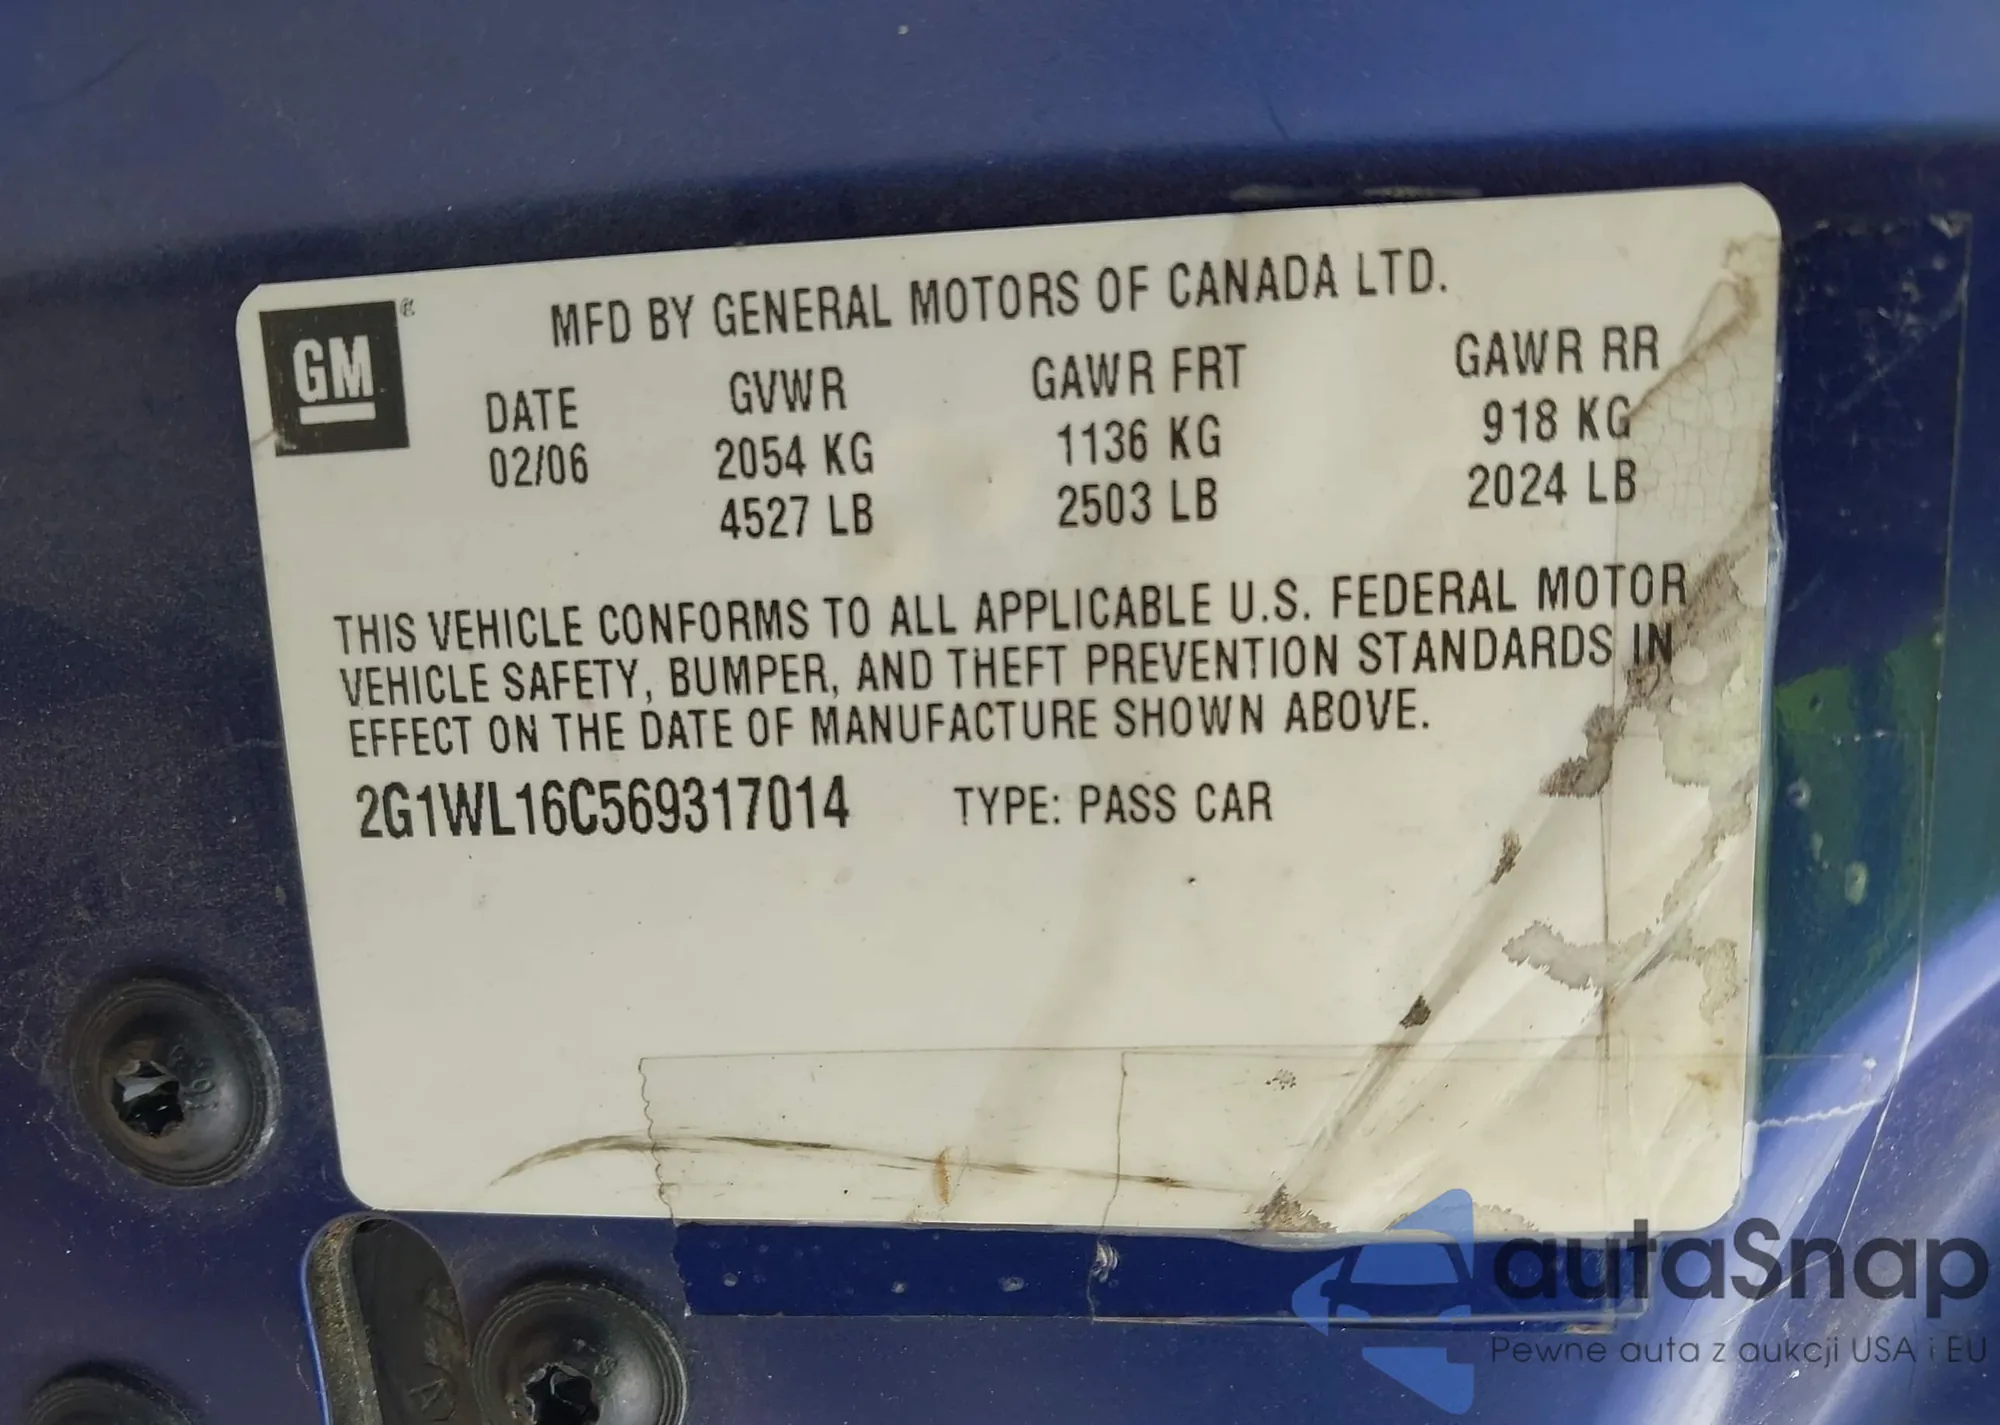 GM ®
MFD BY GENERAL MOTORS OF CANADA LTD.
DATE GVWR GAWR FRT GAWR RR
02/06 2054 KG 1136 KG 918 KG
4527 LB 2503 LB 2024 LB
THIS VEHICLE CONFORMS TO ALL APPLICABLE U.S. FEDERAL MOTOR
VEHICLE SAFETY, BUMPER, AND THEFT PREVENTION STANDARDS IN
EFFECT ON THE DATE OF MANUFACTURE SHOWN ABOVE.
2G1WL16C569317014 TYPE: PASS CAR
autaSnap
Pewne auta z aukcji USA i EU